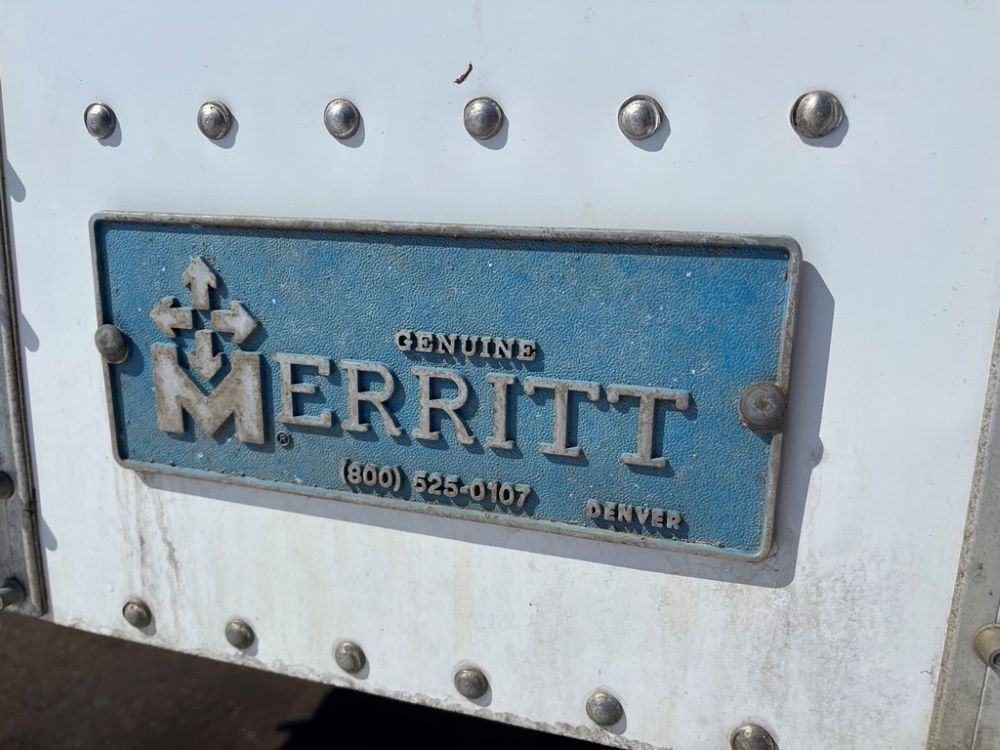 GENUINE
MERRITT®
(800) 525-0107
DENVER